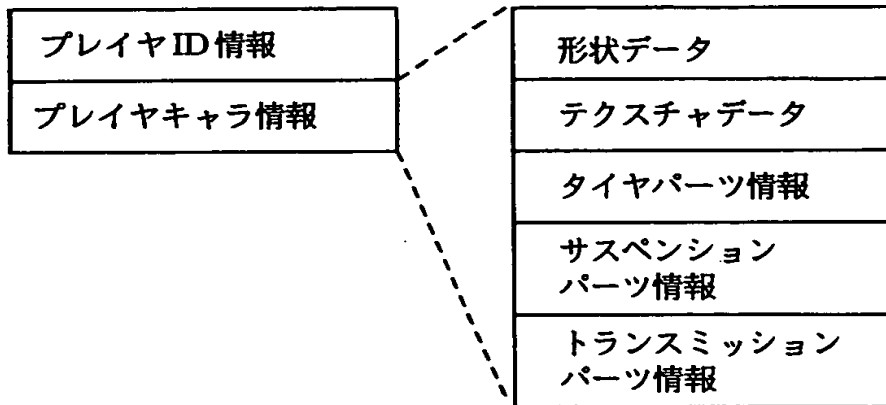 プレイヤID情報
プレイヤキャラ情報
形状データ
テクスチャデータ
タイヤパーツ情報
サスペンション
パーツ情報
トランスミッション
パーツ情報